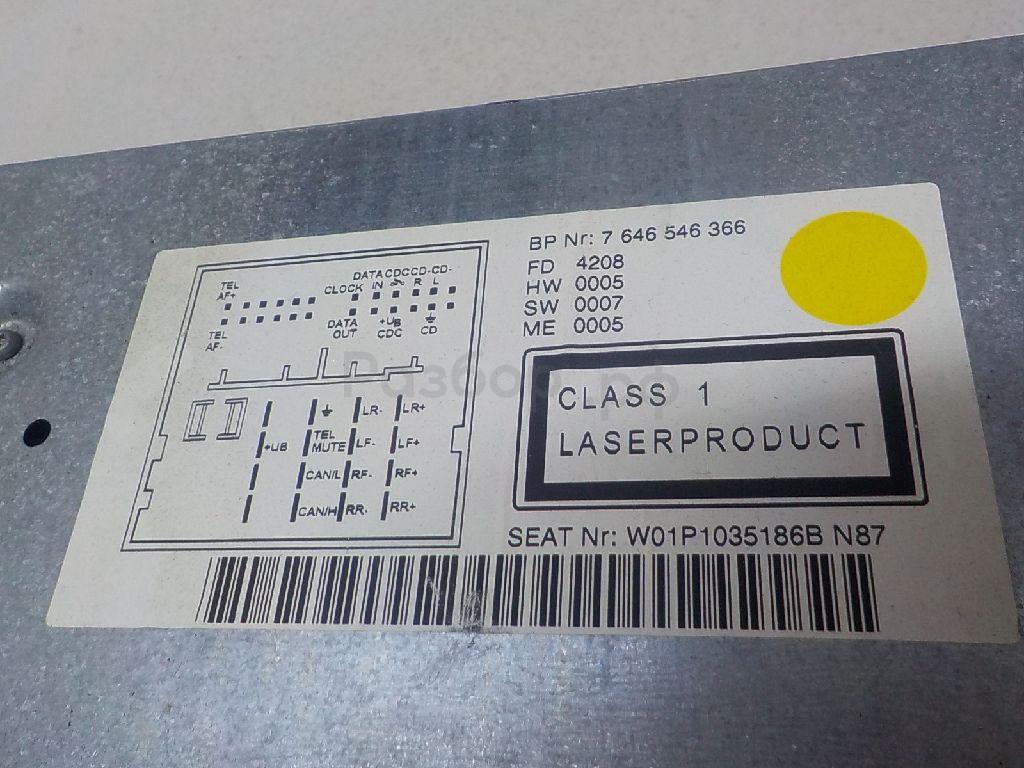 BP Nr: 7 646 546 366
FD 4208
HW 0005
SW 0007
ME 0005
TEL
AF+
DATA CDC CD- CD-
CLOCK IN R L
TEL
AF-
DATA +UB
OUT CDC CD
Разбор.рф
CLASS 1
LASERPRODUCT
LR- LR+
+UB TEL MUTE LF- LF+
CAN/L RF- RF+
CAN/H RR- RR+
SEAT Nr: W01P1035186B N87